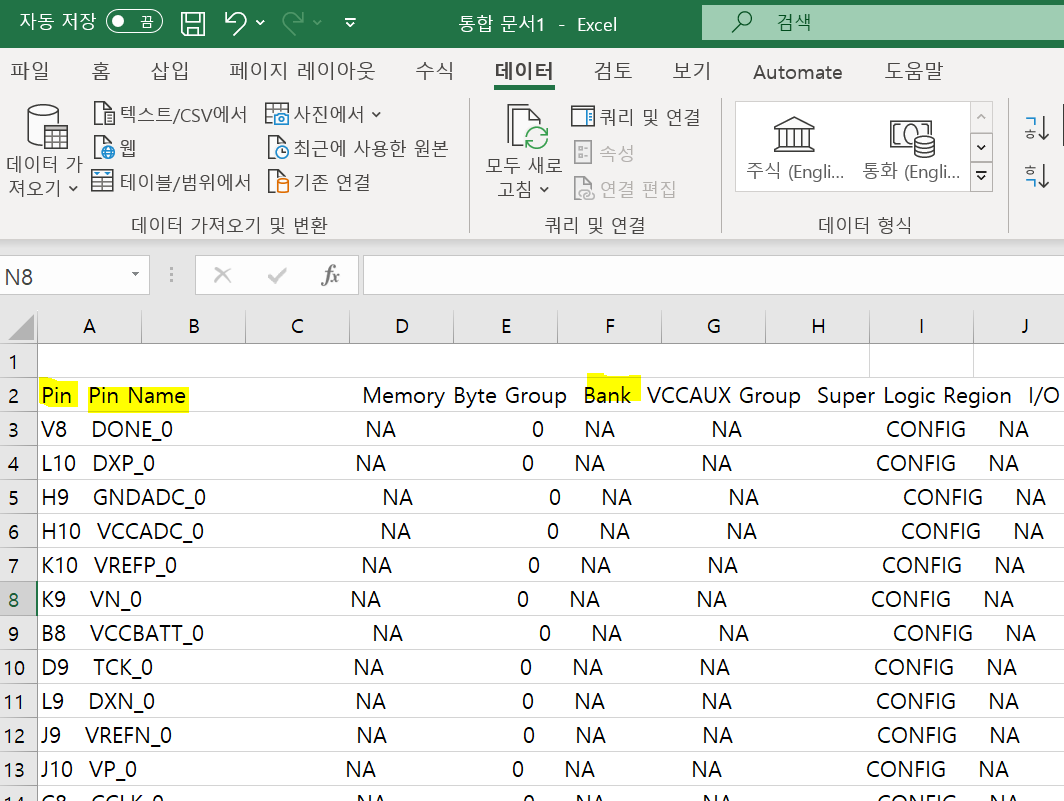 자동 저장 끔 통합 문서1 - Excel 검색
파일 홈 삽입 페이지 레이아웃 수식 데이터 검토 보기 Automate 도움말
데이터 가져오기
텍스트/CSV에서
웹
테이블/범위에서
사진에서
최근에 사용한 원본
기존 연결
데이터 가져오기 및 변환
모두 새로 고침
쿼리 및 연결
속성
연결 편집
쿼리 및 연결
주식 (Engli... 통화 (Engli...
데이터 형식
N8 fx
A B C D E F G H I J
1
2 Pin Pin Name Memory Byte Group Bank VCCAUX Group Super Logic Region I/O
3 V8 DONE_0 NA 0 NA NA CONFIG NA
4 L10 DXP_0 NA 0 NA NA CONFIG NA
5 H9 GNDADC_0 NA 0 NA NA CONFIG NA
6 H10 VCCADC_0 NA 0 NA NA CONFIG NA
7 K10 VREFP_0 NA 0 NA NA CONFIG NA
8 K9 VN_0 NA 0 NA NA CONFIG NA
9 B8 VCCBATT_0 NA 0 NA NA CONFIG NA
10 D9 TCK_0 NA 0 NA NA CONFIG NA
11 L9 DXN_0 NA 0 NA NA CONFIG NA
12 J9 VREFN_0 NA 0 NA NA CONFIG NA
13 J10 VP_0 NA 0 NA NA CONFIG NA